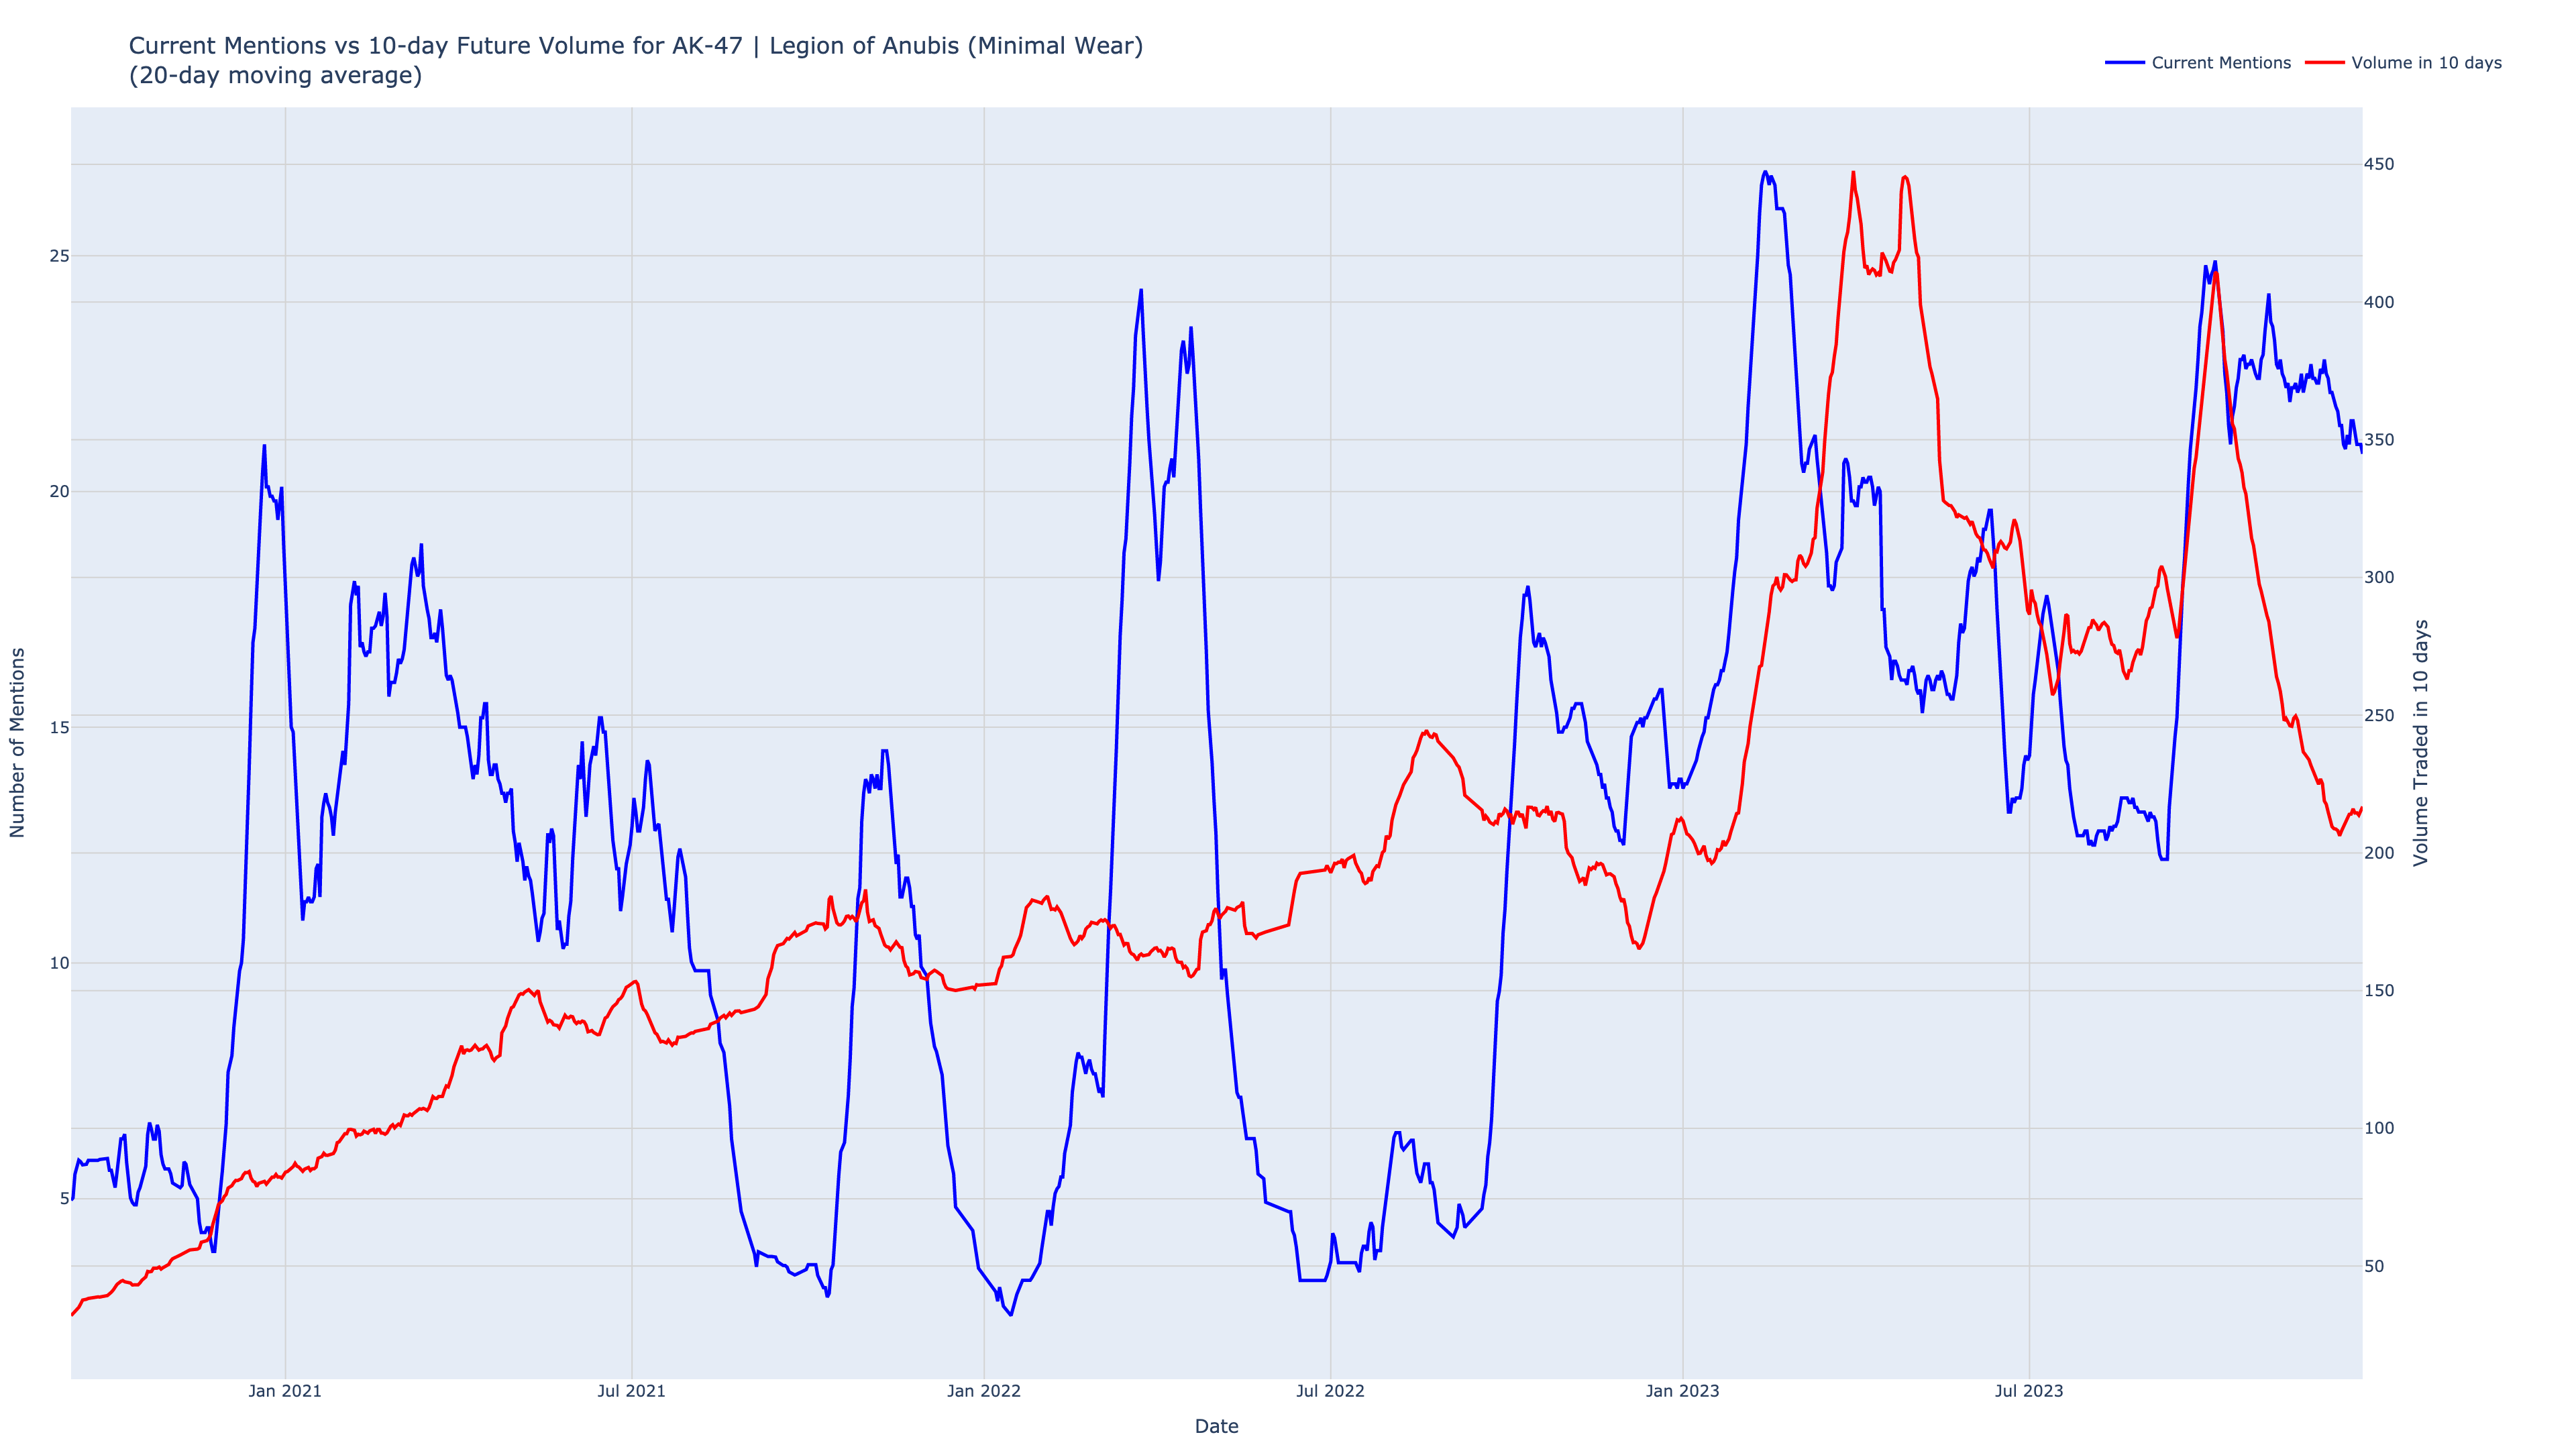 Current Mentions vs 10-day Future Volume for AK-47 | Legion of Anubis (Minimal Wear)
(20-day moving average)
Current Mentions
Volume in 10 days
Number of Mentions
25
20
15
10
5
450
400
350
300
250
200
150
100
50
Volume Traded in 10 days
Jan 2021
Jul 2021
Jan 2022
Jul 2022
Jan 2023
Jul 2023
Date